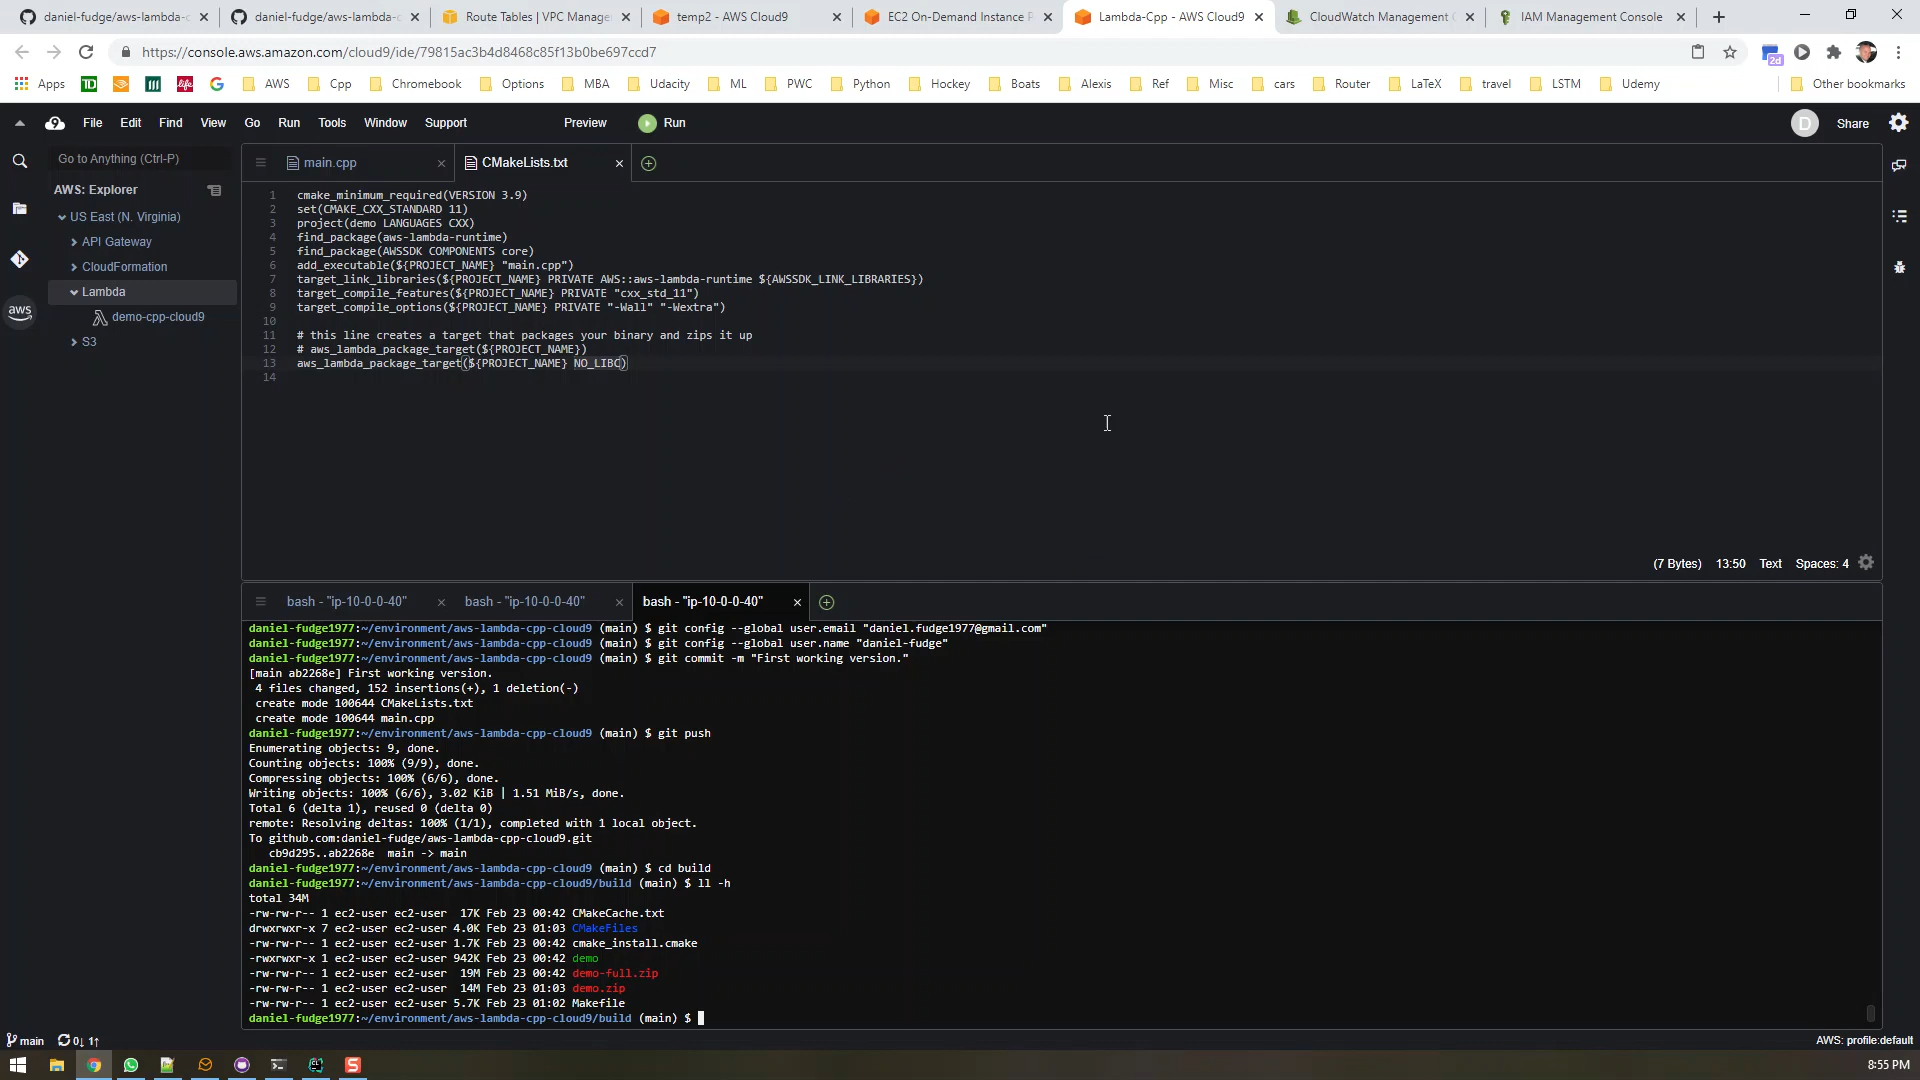 daniel-fudge/aws-lambda-c
daniel-fudge/aws-lambda-c
Route Tables | VPC Manage
temp2 - AWS Cloud9
EC2 On-Demand Instance P
Lambda-Cpp - AWS Cloud9
CloudWatch Management C
IAM Management Console
https://console.aws.amazon.com/cloud9/ide/79815ac3b4d8468c85f13b0be697ccd7
2d
Apps
AWS
Cpp
Chromebook
Options
MBA
Udacity
ML
PWC
Python
Hockey
Boats
Alexis
Ref
Misc
cars
Router
LaTeX
travel
LSTM
Udemy
Other bookmarks
File Edit Find View Go Run Tools Window Support Preview Run
D Share
Go to Anything (Ctrl-P)
main.cpp
CMakeLists.txt
AWS: Explorer
US East (N. Virginia)
API Gateway
CloudFormation
Lambda
demo-cpp-cloud9
S3
aws
1 cmake_minimum_required(VERSION 3.9)
2 set(CMAKE_CXX_STANDARD 11)
3 project(demo LANGUAGES CXX)
4 find_package(aws-lambda-runtime)
5 find_package(AWSSDK COMPONENTS core)
6 add_executable(${PROJECT_NAME} "main.cpp")
7 target_link_libraries(${PROJECT_NAME} PRIVATE AWS::aws-lambda-runtime ${AWSSDK_LINK_LIBRARIES})
8 target_compile_features(${PROJECT_NAME} PRIVATE "cxx_std_11")
9 target_compile_options(${PROJECT_NAME} PRIVATE "-Wall" "-Wextra")
10
11 # this line creates a target that packages your binary and zips it up
12 # aws_lambda_package_target(${PROJECT_NAME})
13 aws_lambda_package_target(${PROJECT_NAME} NO_LIBC)
14
(7 Bytes) 13:50 Text Spaces: 4
bash - "ip-10-0-0-40"
bash - "ip-10-0-0-40"
bash - "ip-10-0-0-40"
daniel-fudge1977:~/environment/aws-lambda-cpp-cloud9 (main) $ git config --global user.email "daniel.fudge1977@gmail.com"
daniel-fudge1977:~/environment/aws-lambda-cpp-cloud9 (main) $ git config --global user.name "daniel-fudge"
daniel-fudge1977:~/environment/aws-lambda-cpp-cloud9 (main) $ git commit -m "First working version."
[main ab2268e] First working version.
4 files changed, 152 insertions(+), 1 deletion(-)
create mode 100644 CMakeLists.txt
create mode 100644 main.cpp
daniel-fudge1977:~/environment/aws-lambda-cpp-cloud9 (main) $ git push
Enumerating objects: 9, done.
Counting objects: 100% (9/9), done.
Compressing objects: 100% (6/6), done.
Writing objects: 100% (6/6), 3.02 KiB | 1.51 MiB/s, done.
Total 6 (delta 1), reused 0 (delta 0)
remote: Resolving deltas: 100% (1/1), completed with 1 local object.
To github.com:daniel-fudge/aws-lambda-cpp-cloud9.git
cb9d295..ab2268e main -> main
daniel-fudge1977:~/environment/aws-lambda-cpp-cloud9 (main) $ cd build
daniel-fudge1977:~/environment/aws-lambda-cpp-cloud9/build (main) $ ll -h
total 34M
-rw-rw-r-- 1 ec2-user ec2-user 17K Feb 23 00:42 CMakeCache.txt
drwxrwxr-x 7 ec2-user ec2-user 4.0K Feb 23 01:03 CMakeFiles
-rw-rw-r-- 1 ec2-user ec2-user 1.7K Feb 23 00:42 cmake_install.cmake
-rwxrwxr-x 1 ec2-user ec2-user 942K Feb 23 00:42 demo
-rw-rw-r-- 1 ec2-user ec2-user 19M Feb 23 00:42 demo-full.zip
-rw-rw-r-- 1 ec2-user ec2-user 14M Feb 23 01:03 demo.zip
-rw-rw-r-- 1 ec2-user ec2-user 5.7K Feb 23 01:02 Makefile
daniel-fudge1977:~/environment/aws-lambda-cpp-cloud9/build (main) $
main 0↓ 1↑
AWS: profile:default
8:55 PM